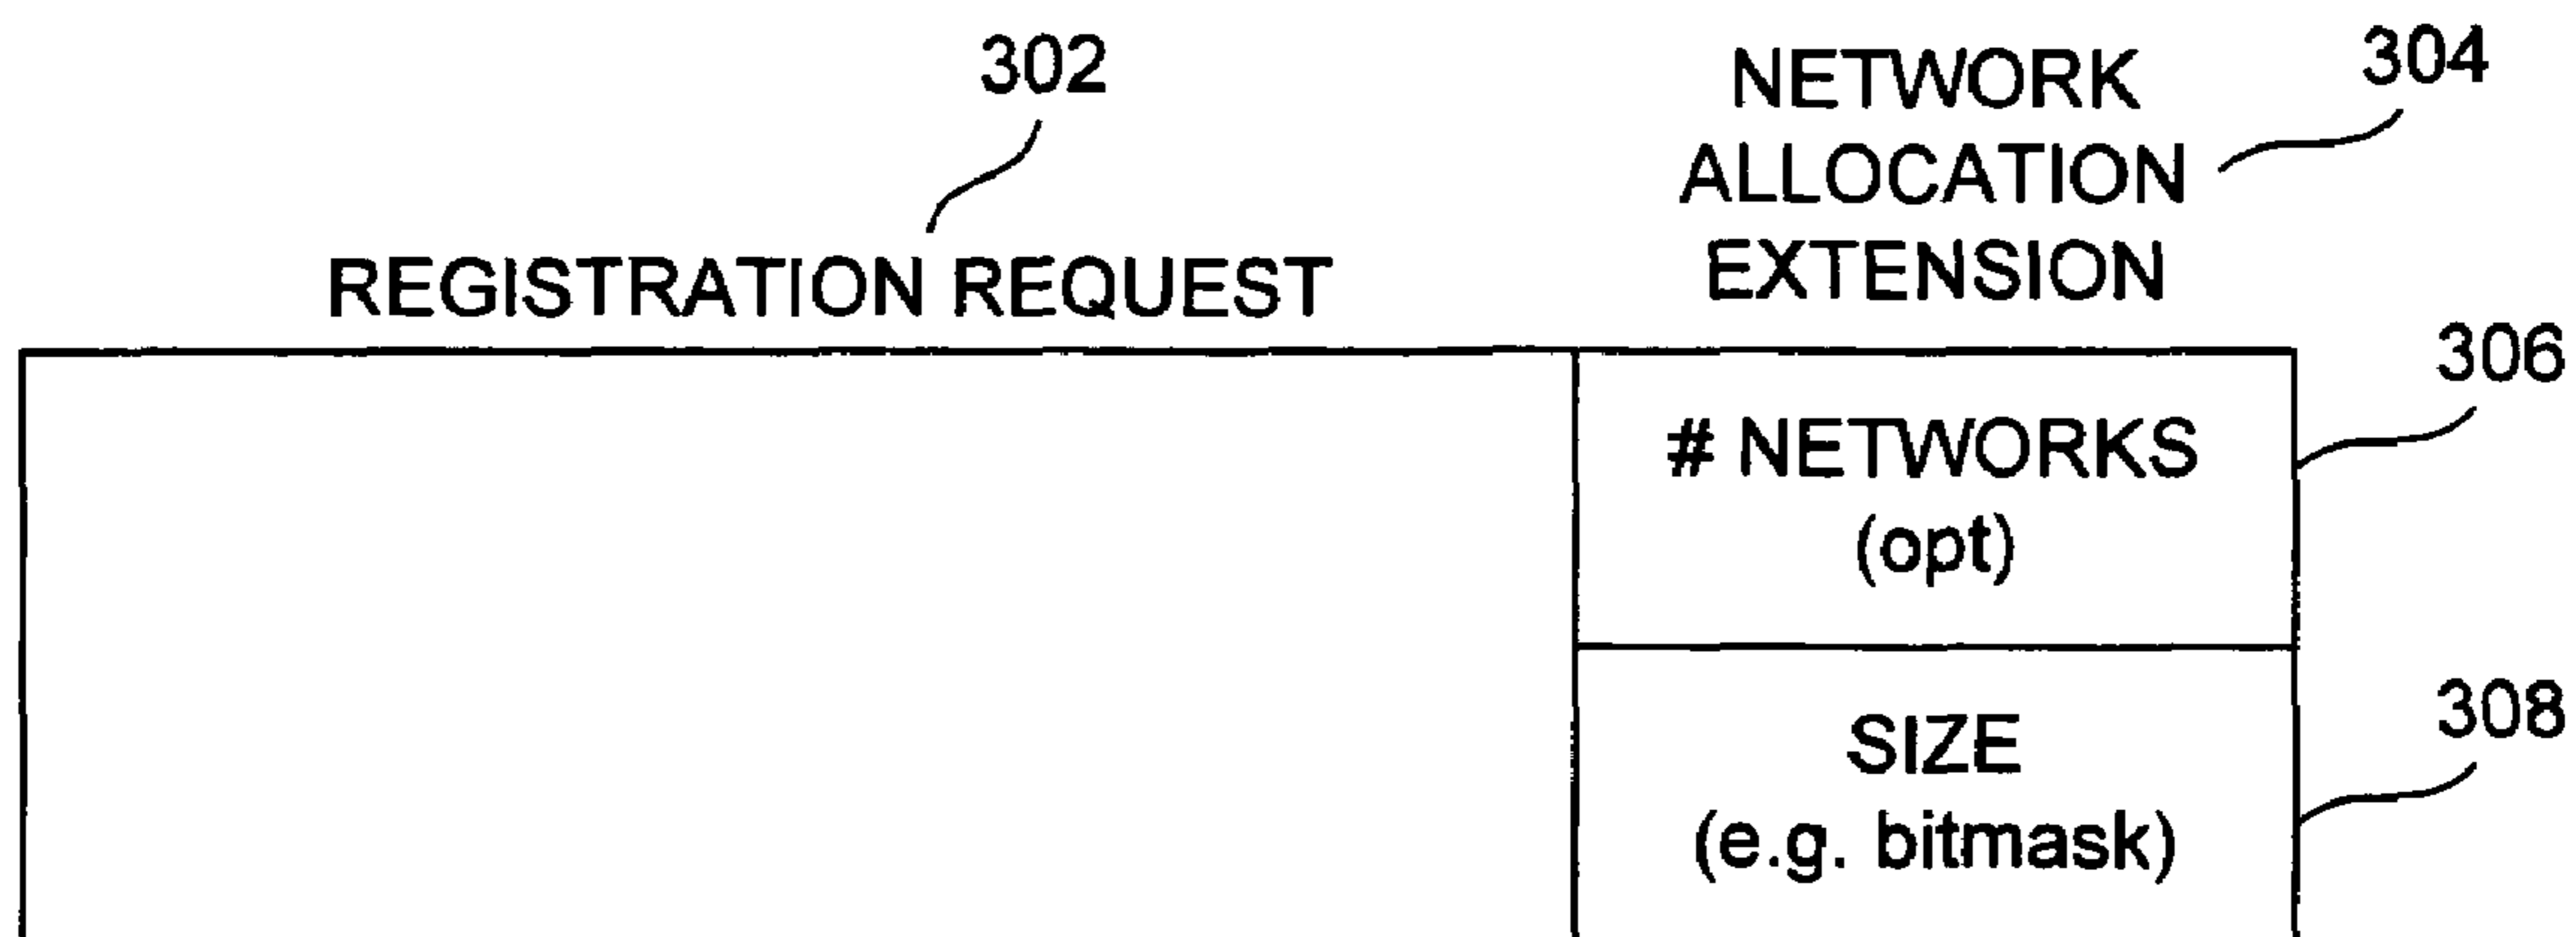 302
NETWORK
ALLOCATION
EXTENSION
304
REGISTRATION REQUEST
306
# NETWORKS
(opt)
308
SIZE
(e.g. bitmask)